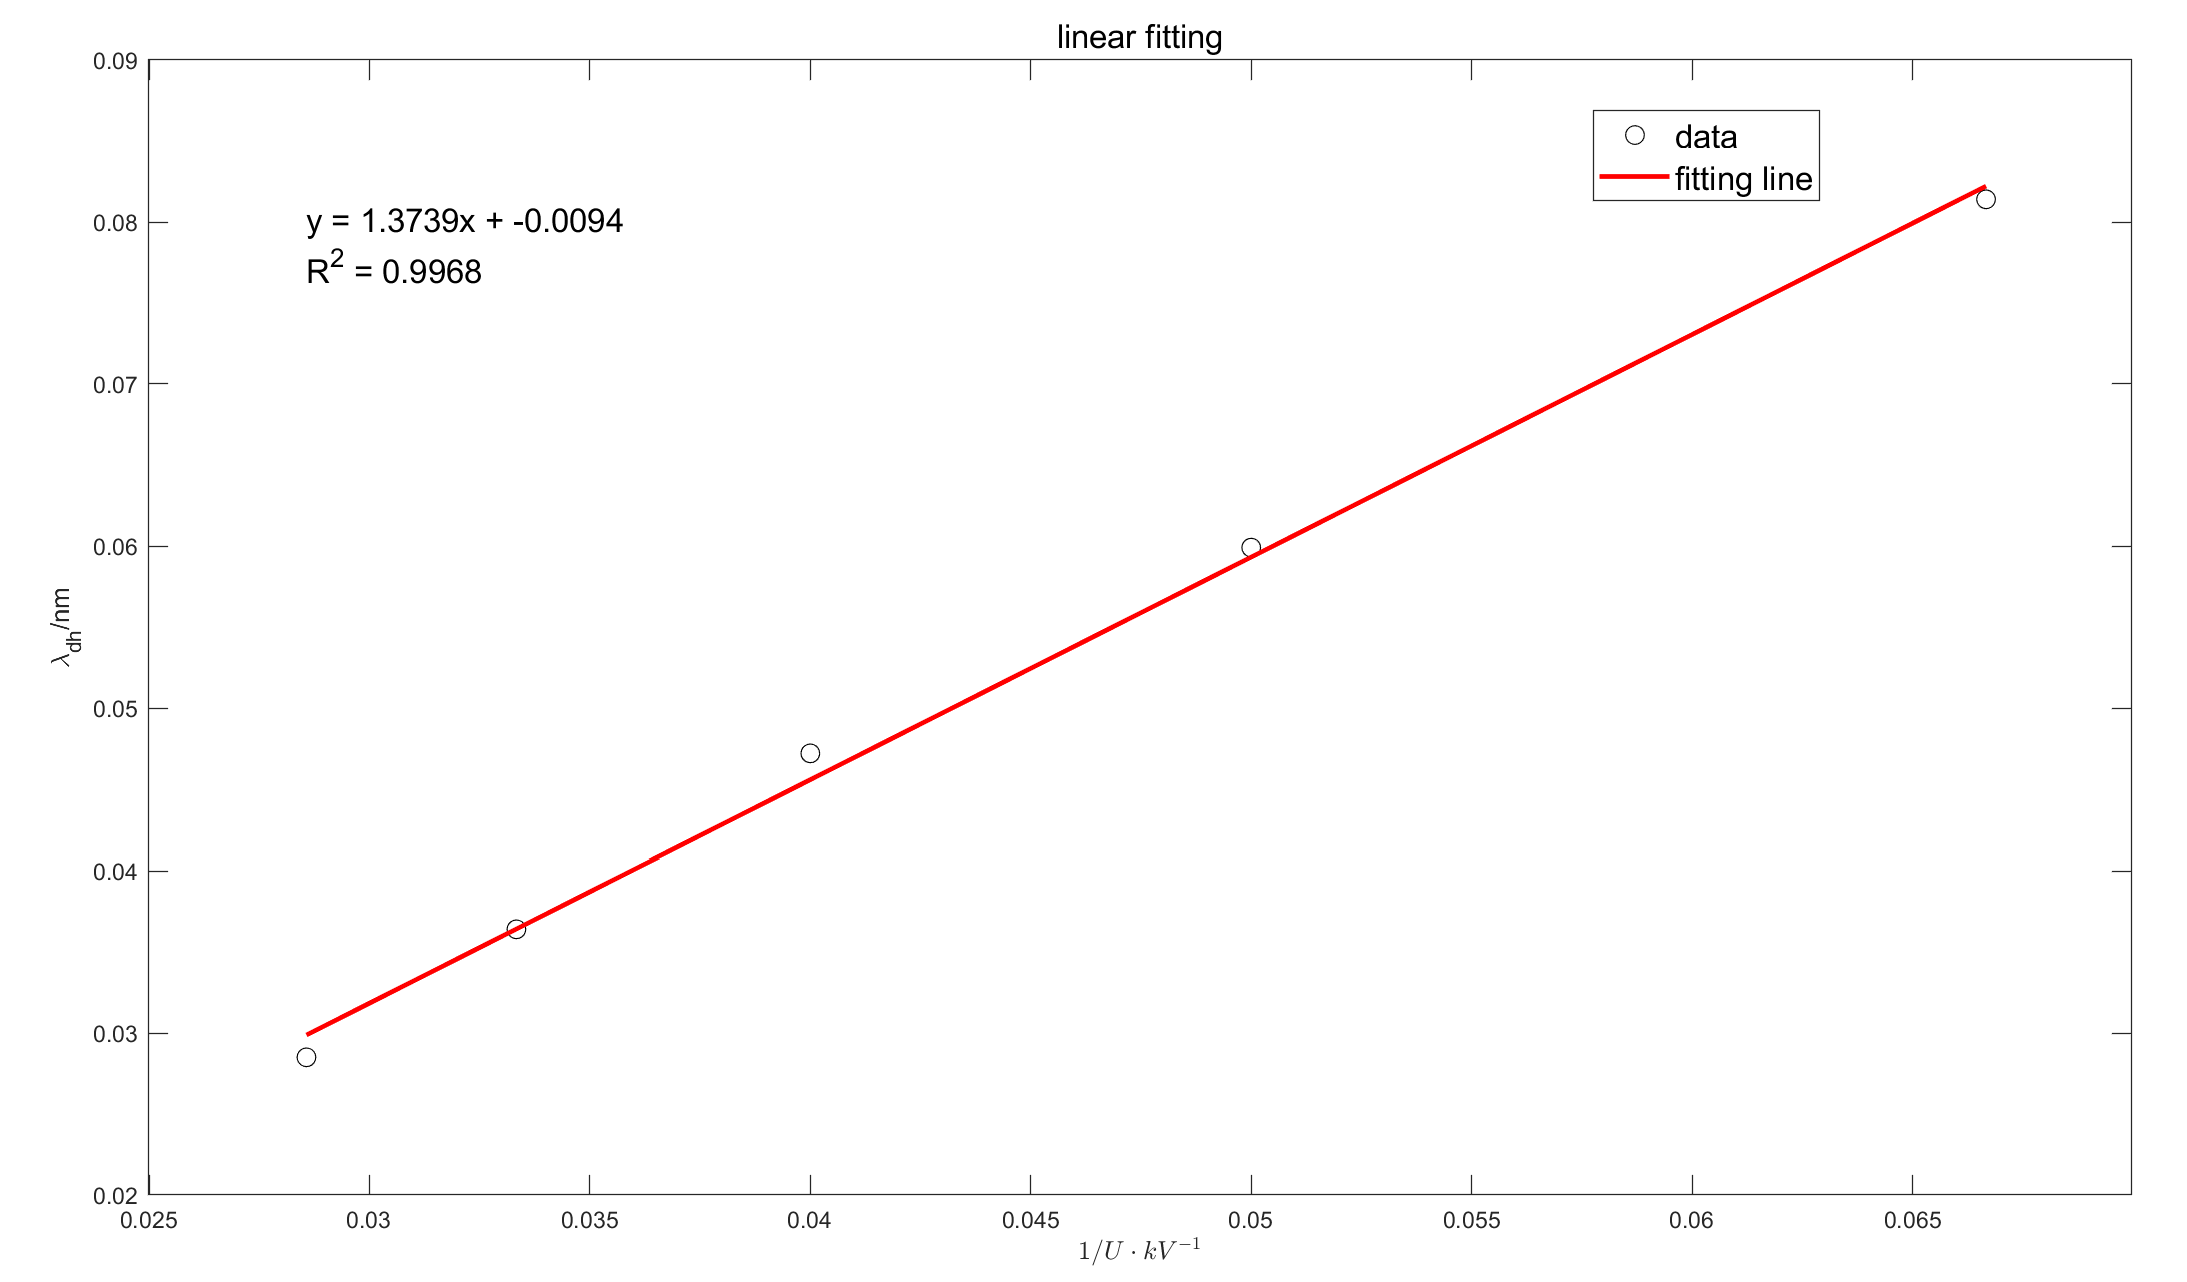 linear fitting
0.09
0.08
0.07
0.06
0.05
0.04
0.03
0.02
λ_dh/nm
y = 1.3739x + -0.0094
R² = 0.9968
data
fitting line
0.025 0.03 0.035 0.04 0.045 0.05 0.055 0.06 0.065
1/U · kV⁻¹